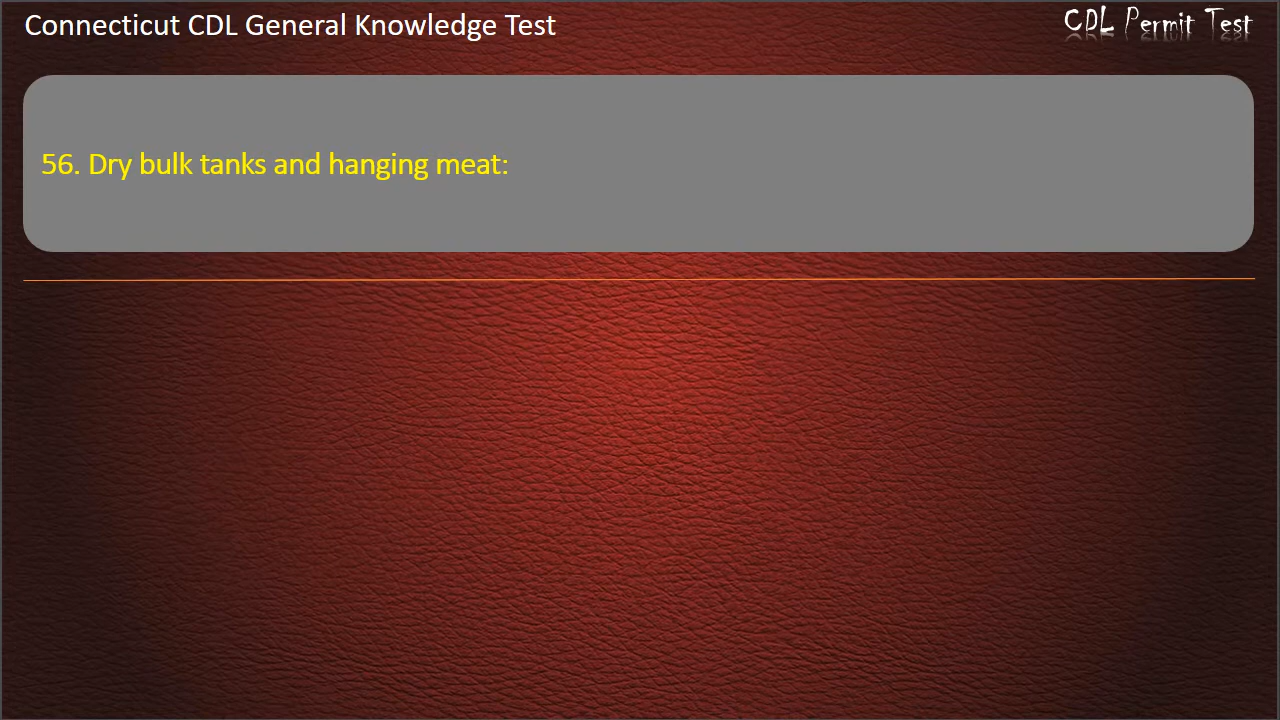 Connecticut CDL General Knowledge Test
CDL Permit Test
56. Dry bulk tanks and hanging meat: